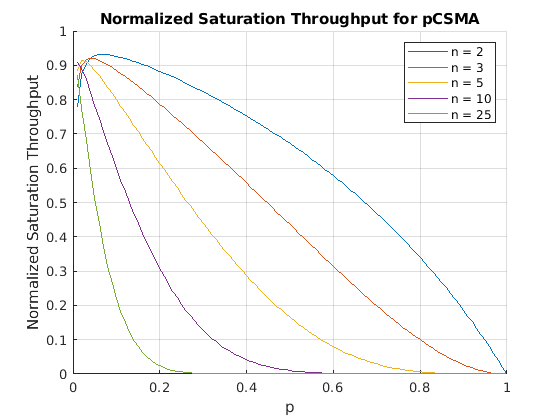 Normalized Saturation Throughput for pCSMA
1
0.9
0.8
0.7
0.6
0.5
0.4
0.3
0.2
0.1
0
Normalized Saturation Throughput
n = 2
n = 3
n = 5
n = 10
n = 25
0 0.2 0.4 0.6 0.8 1
p